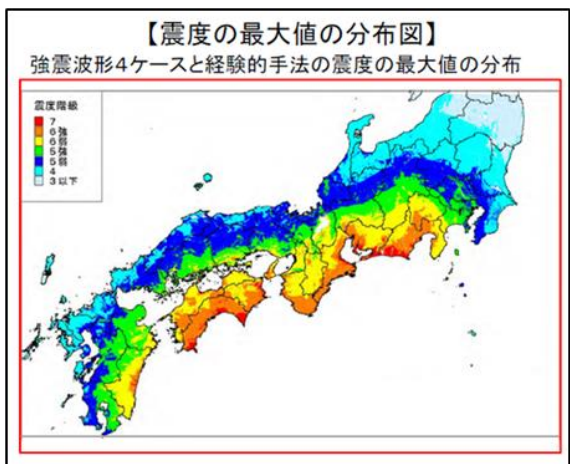 【震度の最大値の分布図】
強震波形4ケースと経験的手法の震度の最大値の分布
震度階級
7
6強
6弱
5強
5弱
4
3以下